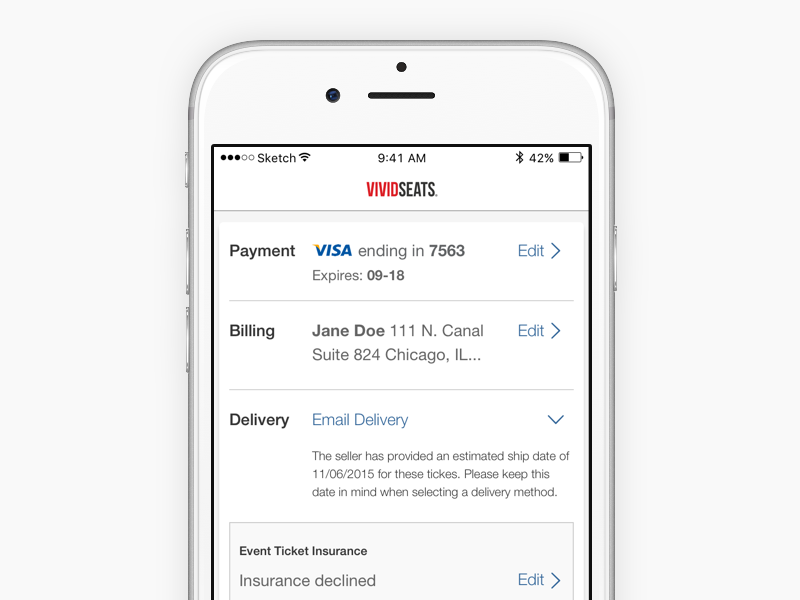 Sketch 9:41 AM 42%
VIVIDSEATS.
Payment VISA ending in 7563 Edit
Expires: 09-18
Billing Jane Doe 111 N. Canal Edit
Suite 824 Chicago, IL...
Delivery Email Delivery
The seller has provided an estimated ship date of
11/06/2015 for these tickes. Please keep this
date in mind when selecting a delivery method.
Event Ticket Insurance
Insurance declined Edit